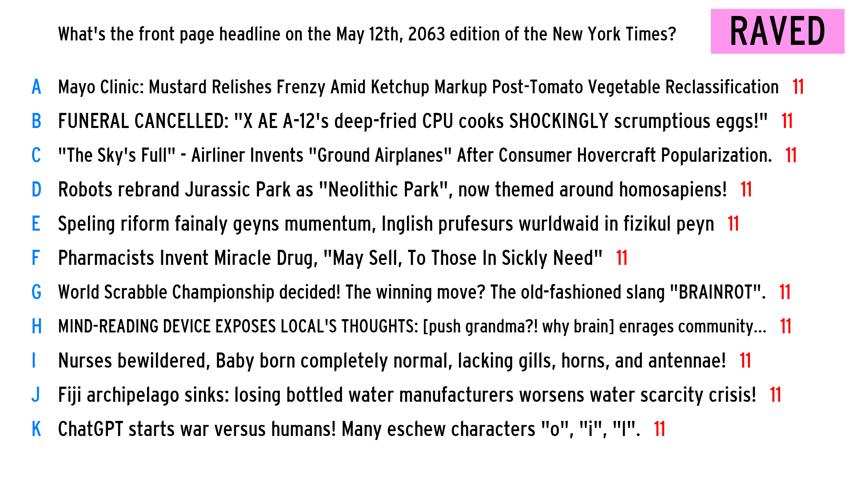 What's the front page headline on the May 12th, 2063 edition of the New York Times?
RAVED
A Mayo Clinic: Mustard Relishes Frenzy Amid Ketchup Markup Post-Tomato Vegetable Reclassification 11
B FUNERAL CANCELLED: "X AE A-12's deep-fried CPU cooks SHOCKINGLY scrumptious eggs!" 11
C "The Sky's Full" - Airliner Invents "Ground Airplanes" After Consumer Hovercraft Popularization. 11
D Robots rebrand Jurassic Park as "Neolithic Park", now themed around homosapiens! 11
E Speling riform fainaly geyns mumentum, Inglish prufesurs wurldwaid in fizikul peyn 11
F Pharmacists Invent Miracle Drug, "May Sell, To Those In Sickly Need" 11
G World Scrabble Championship decided! The winning move? The old-fashioned slang "BRAINROT". 11
H MIND-READING DEVICE EXPOSES LOCAL'S THOUGHTS: [push grandma?! why brain] enrages community... 11
I Nurses bewildered, Baby born completely normal, lacking gills, horns, and antennae! 11
J Fiji archipelago sinks: losing bottled water manufacturers worsens water scarcity crisis! 11
K ChatGPT starts war versus humans! Many eschew characters "o", "i", "l". 11